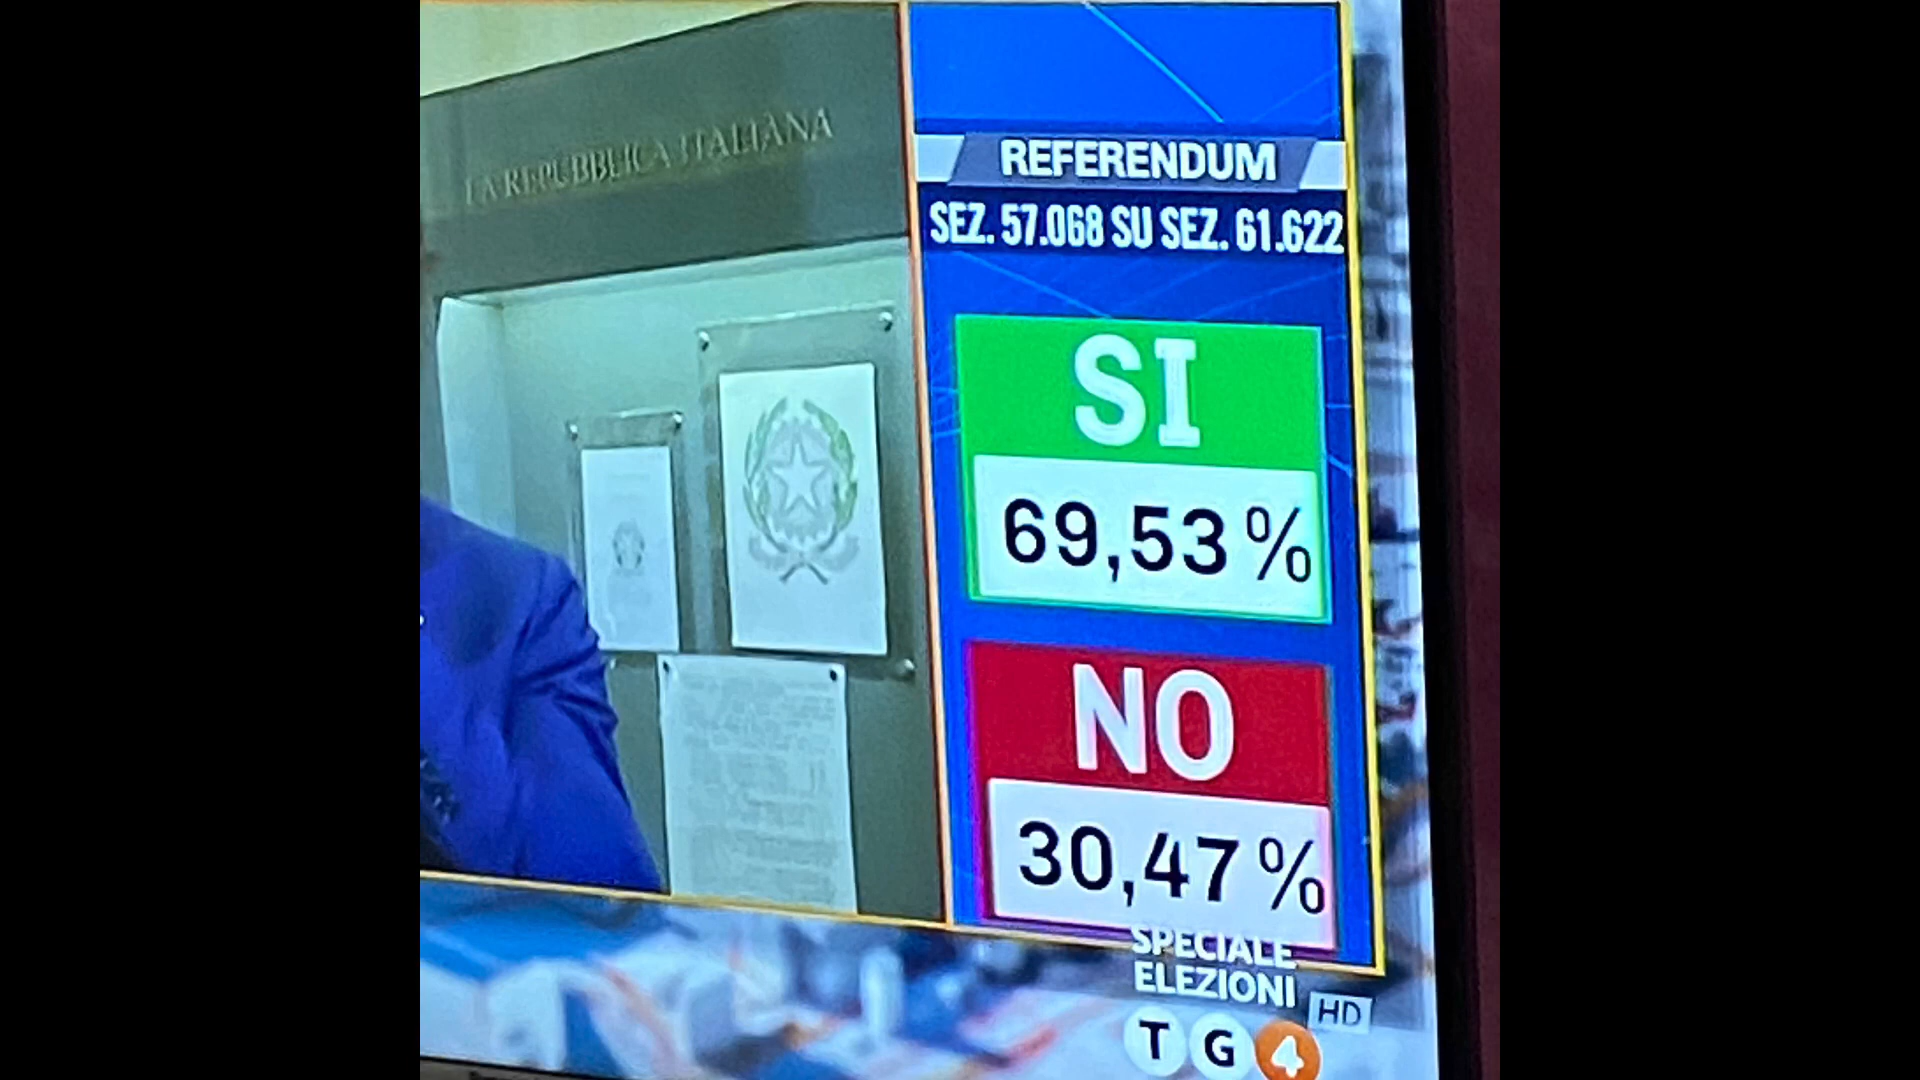 LA REPUBBLICA ITALIANA
REFERENDUM
SEZ. 57.068 SU SEZ. 61.622
SI
69,53 %
NO
30,47 %
SPECIALE
ELEZIONI
HD
TG4